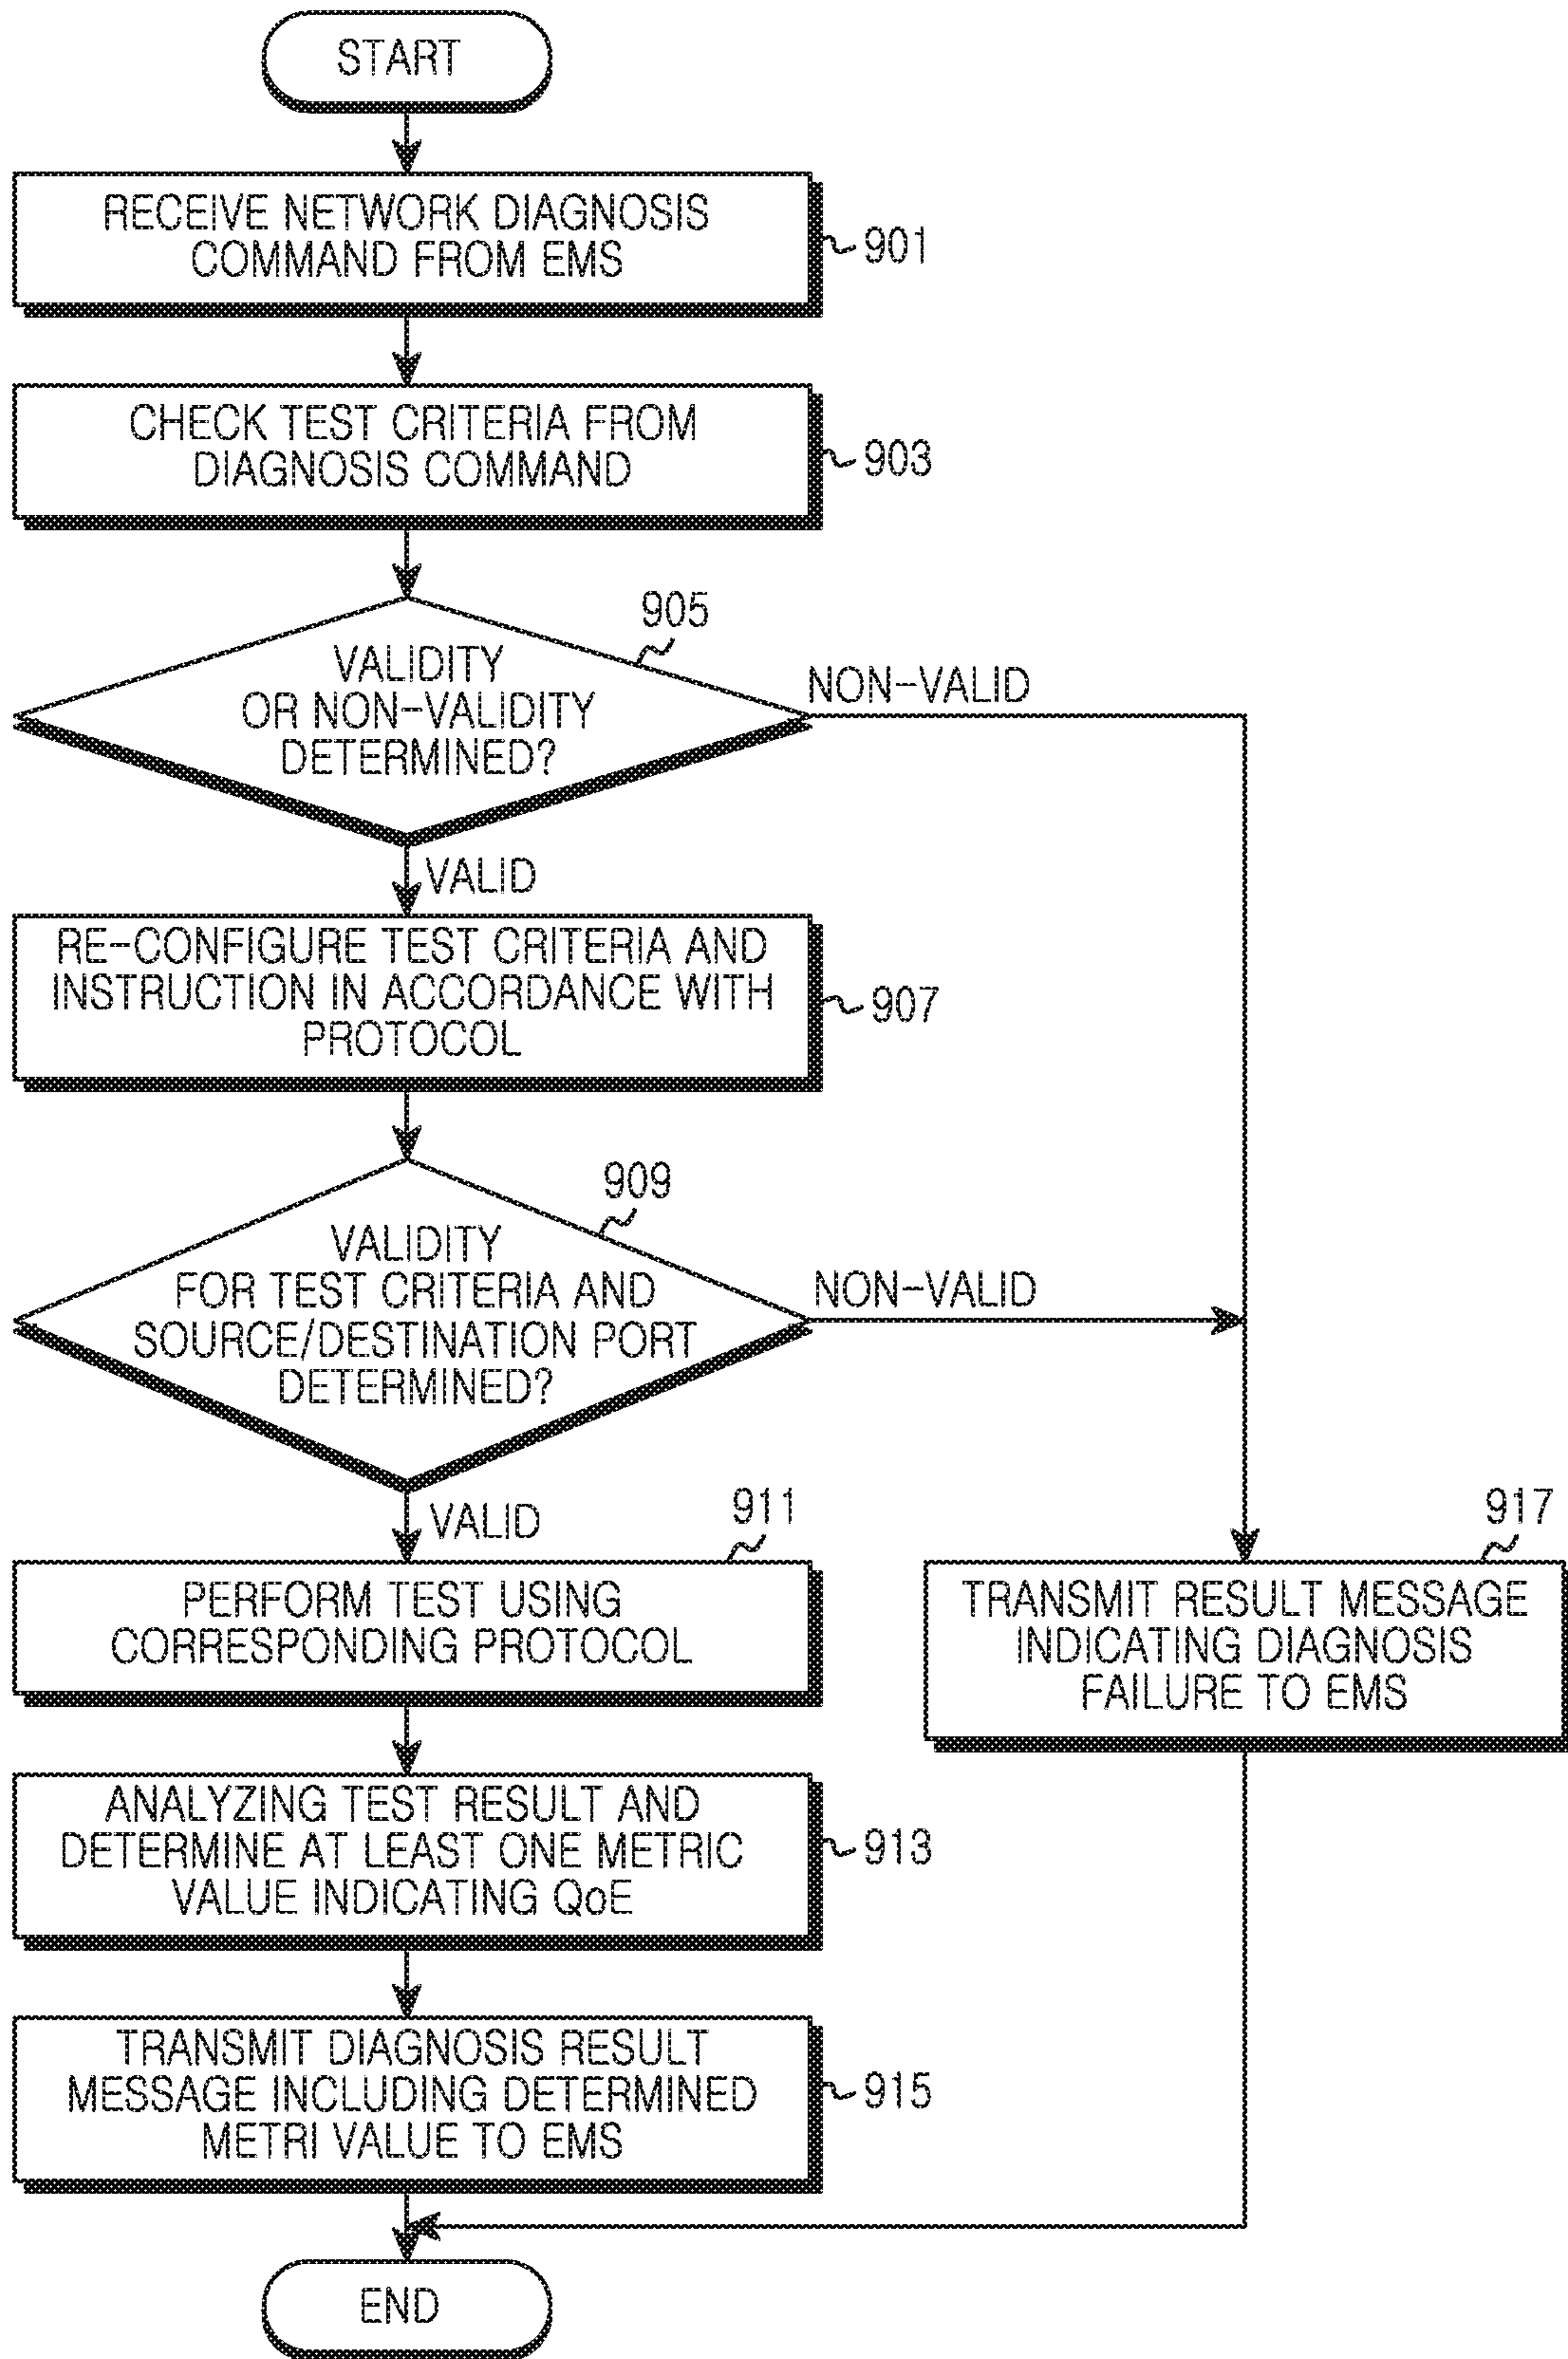 START
RECEIVE NETWORK DIAGNOSIS
COMMAND FROM EMS
901
CHECK TEST CRITERIA FROM
DIAGNOSIS COMMAND
903
905
VALIDITY
OR NON-VALIDITY
DETERMINED?
NON-VALID
VALID
RE-CONFIGURE TEST CRITERIA AND
INSTRUCTION IN ACCORDANCE WITH
PROTOCOL
907
909
VALIDITY
FOR TEST CRITERIA AND
SOURCE/DESTINATION PORT
DETERMINED?
NON-VALID
VALID
911
PERFORM TEST USING
CORRESPONDING PROTOCOL
917
TRANSMIT RESULT MESSAGE
INDICATING DIAGNOSIS
FAILURE TO EMS
ANALYZING TEST RESULT AND
DETERMINE AT LEAST ONE METRIC
VALUE INDICATING QoE
913
TRANSMIT DIAGNOSIS RESULT
MESSAGE INCLUDING DETERMINED
METRI VALUE TO EMS
915
END